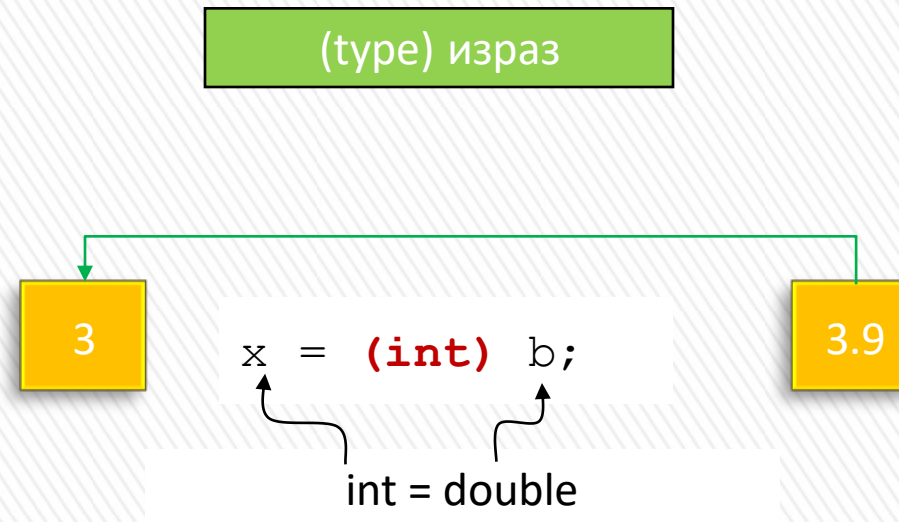 (type) израз
3
x = (int) b;
3.9
int = double